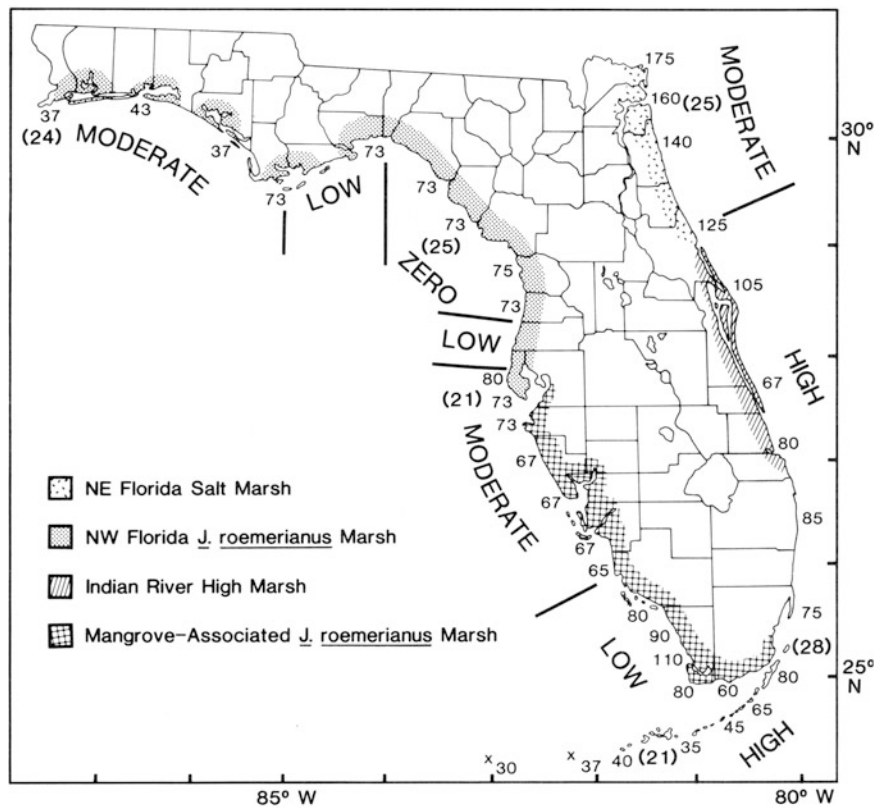 175
MODERATE
160 (25)
37
(24)
43
MODERATE
37
140
30°
N
73
73
LOW
73
73
(25)
ZERO
125
75
105
73
LOW
HIGH
80
(21)
73
67
73
MODERATE
67
80
NE Florida Salt Marsh
67
85
NW Florida J. roemerianus Marsh
67
65
Indian River High Marsh
75
80
Mangrove-Associated J. roemerianus Marsh
90
(28)
LOW
110
80
60
80
25°
N
65
45
HIGH
35
(21)
40
x 37
x 30
85° W
80° W